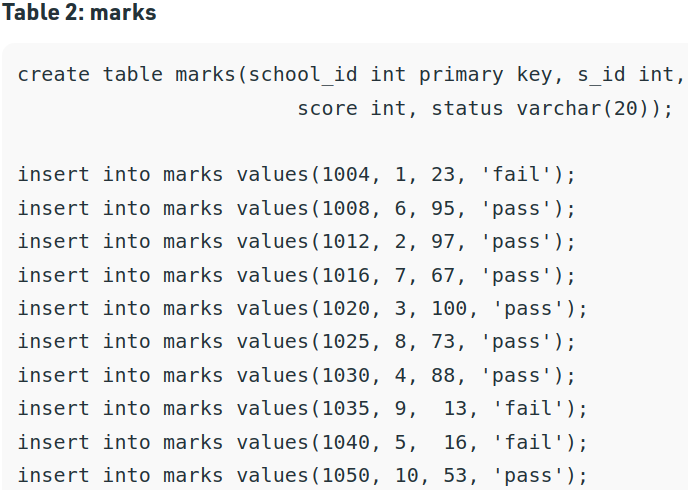 Table 2: marks
create table marks(school_id int primary key, s_id int,
score int, status varchar(20));
insert into marks values(1004, 1, 23, 'fail');
insert into marks values(1008, 6, 95, 'pass');
insert into marks values(1012, 2, 97, 'pass');
insert into marks values(1016, 7, 67, 'pass');
insert into marks values(1020, 3, 100, 'pass');
insert into marks values(1025, 8, 73, 'pass');
insert into marks values(1030, 4, 88, 'pass');
insert into marks values(1035, 9,  13, 'fail');
insert into marks values(1040, 5,  16, 'fail');
insert into marks values(1050, 10, 53, 'pass');